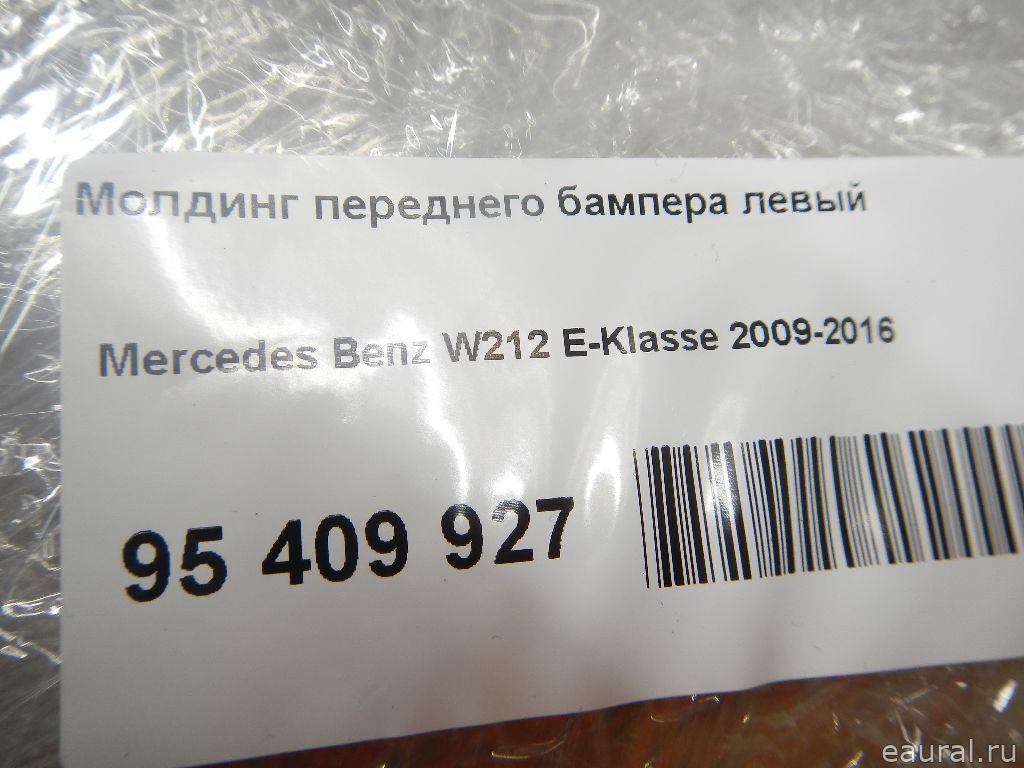 Молдинг переднего бампера левый
Mercedes Benz W212 E-Klasse 2009-2016
95 409 927
eaural.ru